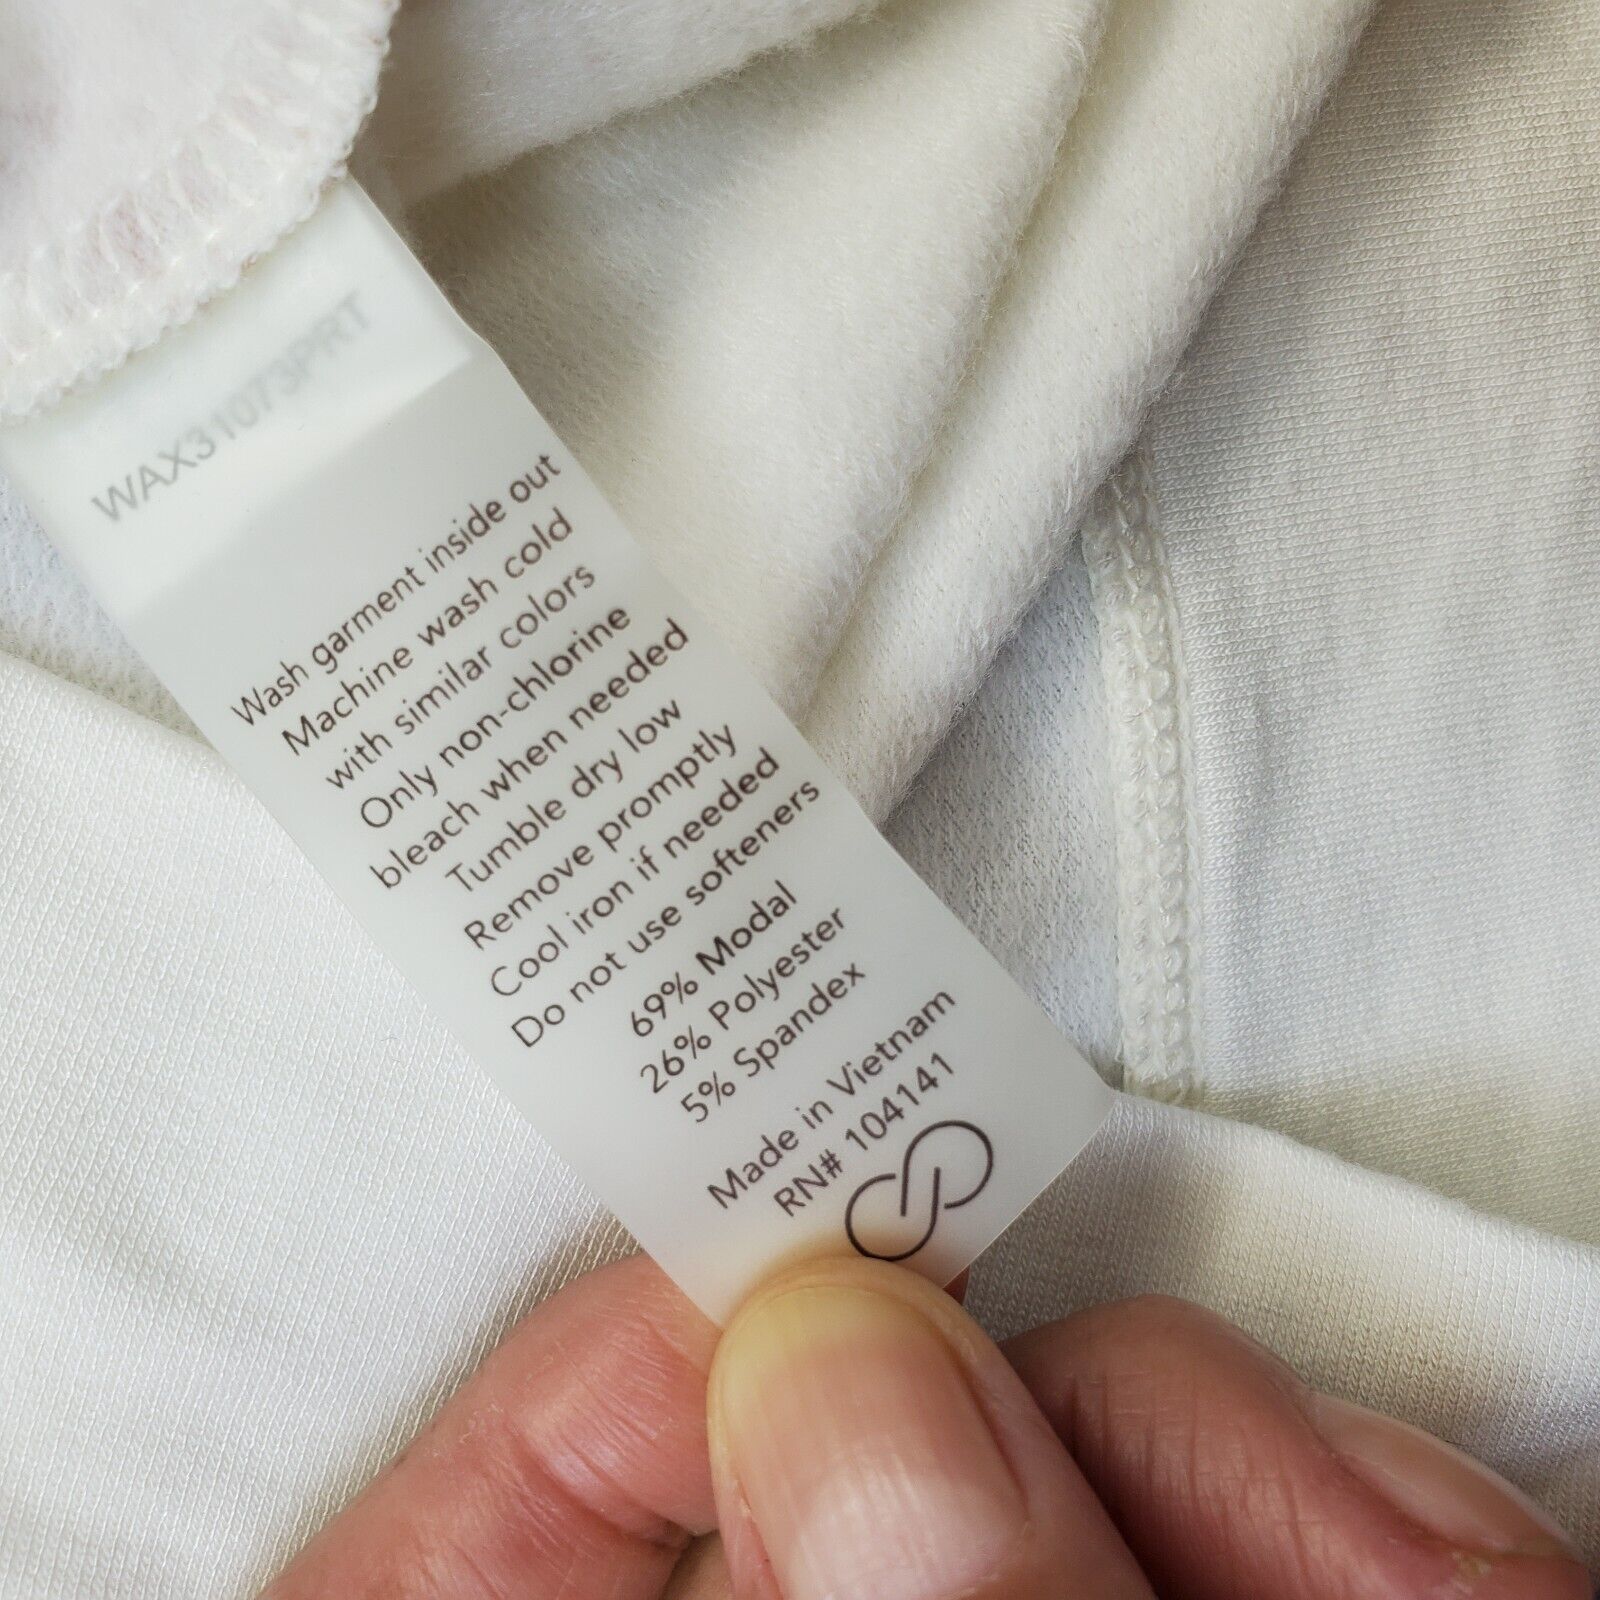 WAX31073PRT
Wash garment inside out
Machine wash cold
with similar colors
Only non-chlorine
bleach when needed
Tumble dry low
Remove promptly
Cool iron if needed
Do not use softeners
69% Modal
26% Polyester
5% Spandex
Made in Vietnam
RN# 104141